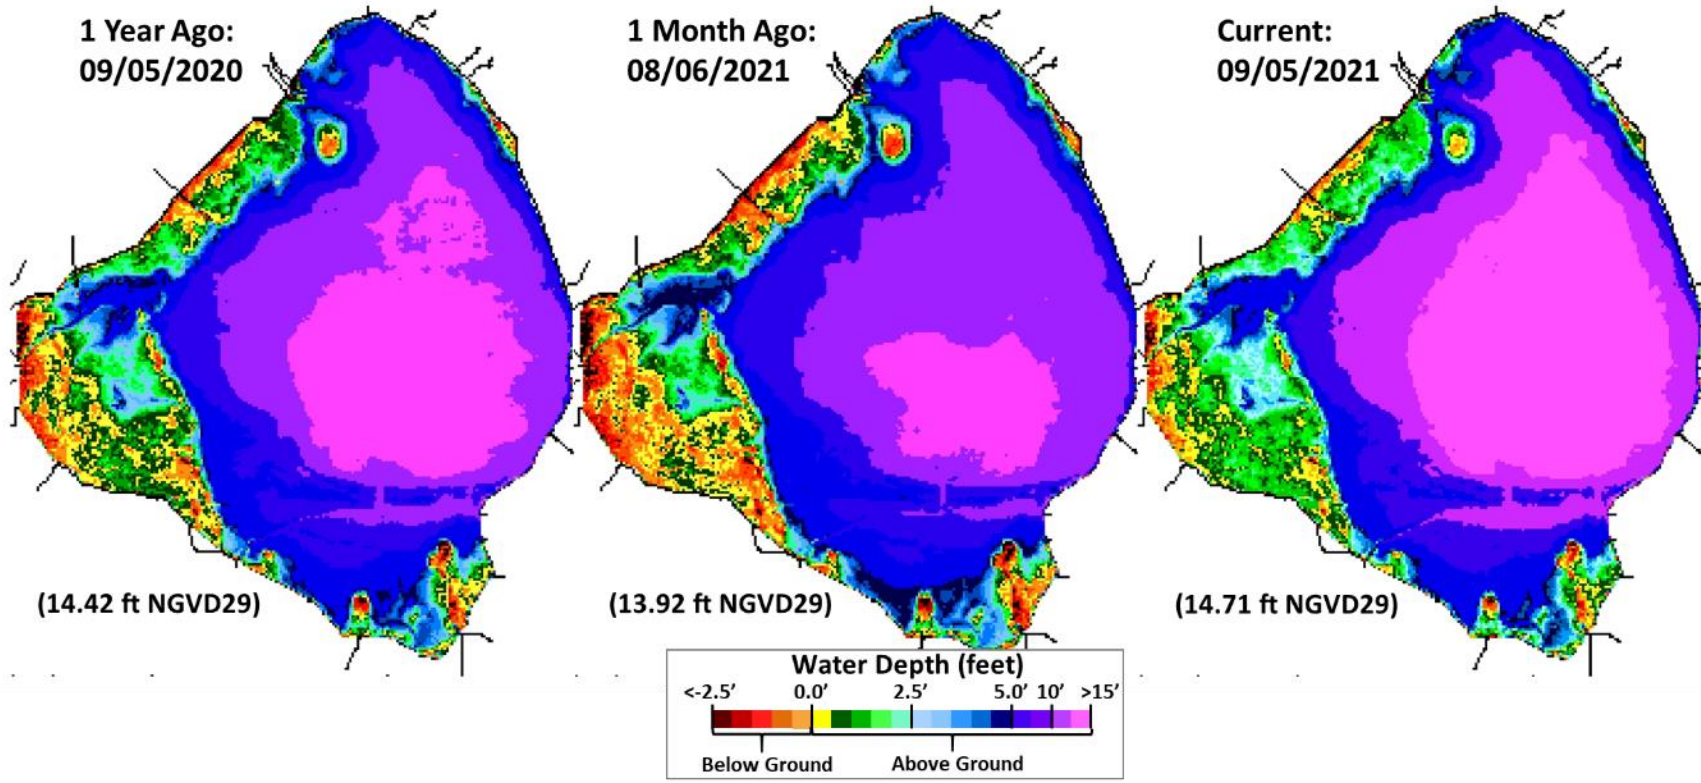 1 Year Ago:
09/05/2020
1 Month Ago:
08/06/2021
Current:
09/05/2021
(14.42 ft NGVD29)
(13.92 ft NGVD29)
(14.71 ft NGVD29)
Water Depth (feet)
<-2.5’ 0.0’ 2.5’ 5.0’ 10’ >15’
Below Ground Above Ground